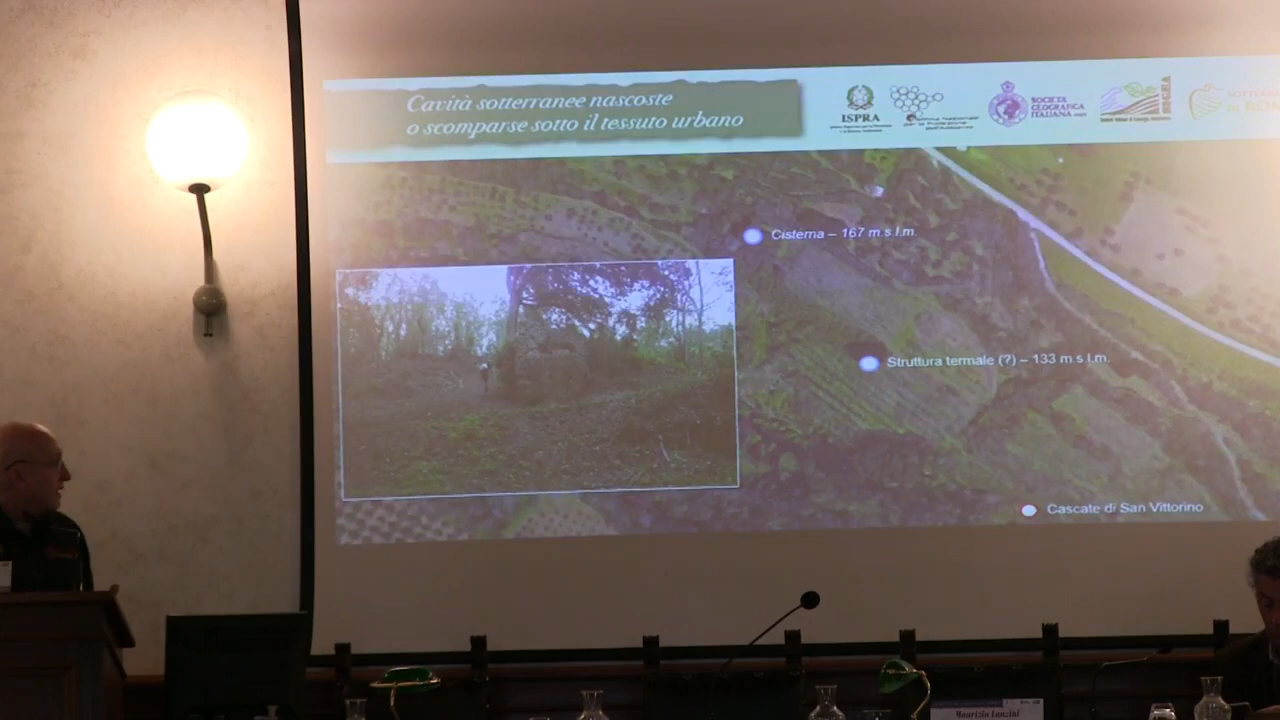 Cavità sotterranee nascoste
o scomparse sotto il tessuto urbano
ISPRA
SOCIETÀ
GEOGRAFICA
ITALIANA
SIGEA
Cisterna – 167 m s.l.m.
Struttura termale (?) – 133 m s.l.m.
Cascate di San Vittorino